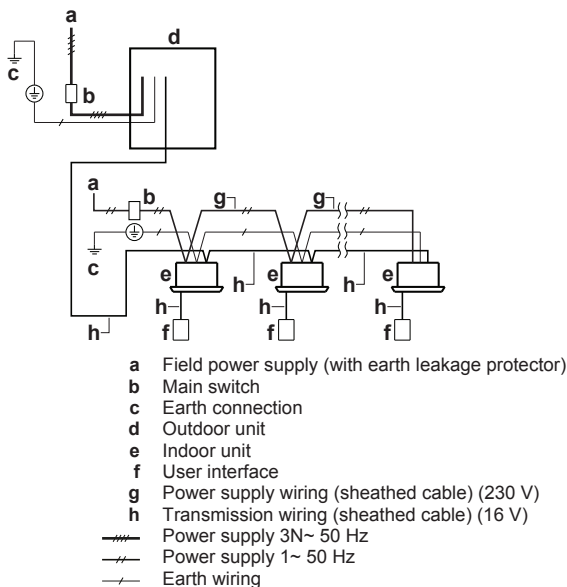 a
d
c
b
a
b
g
g
c
e
e
e
h
h
h
h
h
h
f
f
f
a Field power supply (with earth leakage protector)
b Main switch
c Earth connection
d Outdoor unit
e Indoor unit
f User interface
g Power supply wiring (sheathed cable) (230 V)
h Transmission wiring (sheathed cable) (16 V)
Power supply 3N~ 50 Hz
Power supply 1~ 50 Hz
Earth wiring